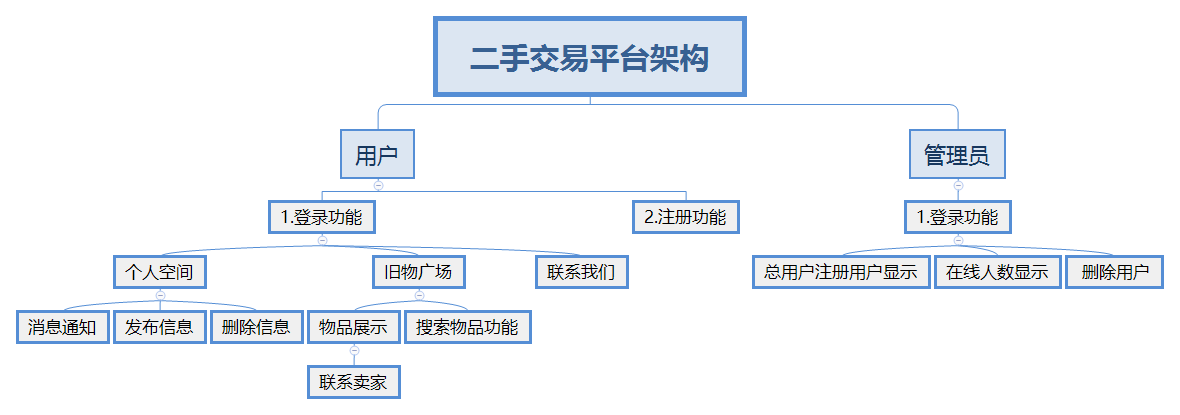 二手交易平台架构
用户
管理员
1.登录功能
2.注册功能
1.登录功能
个人空间
旧物广场
联系我们
总用户注册用户显示
在线人数显示
删除用户
消息通知
发布信息
删除信息
物品展示
搜索物品功能
联系卖家